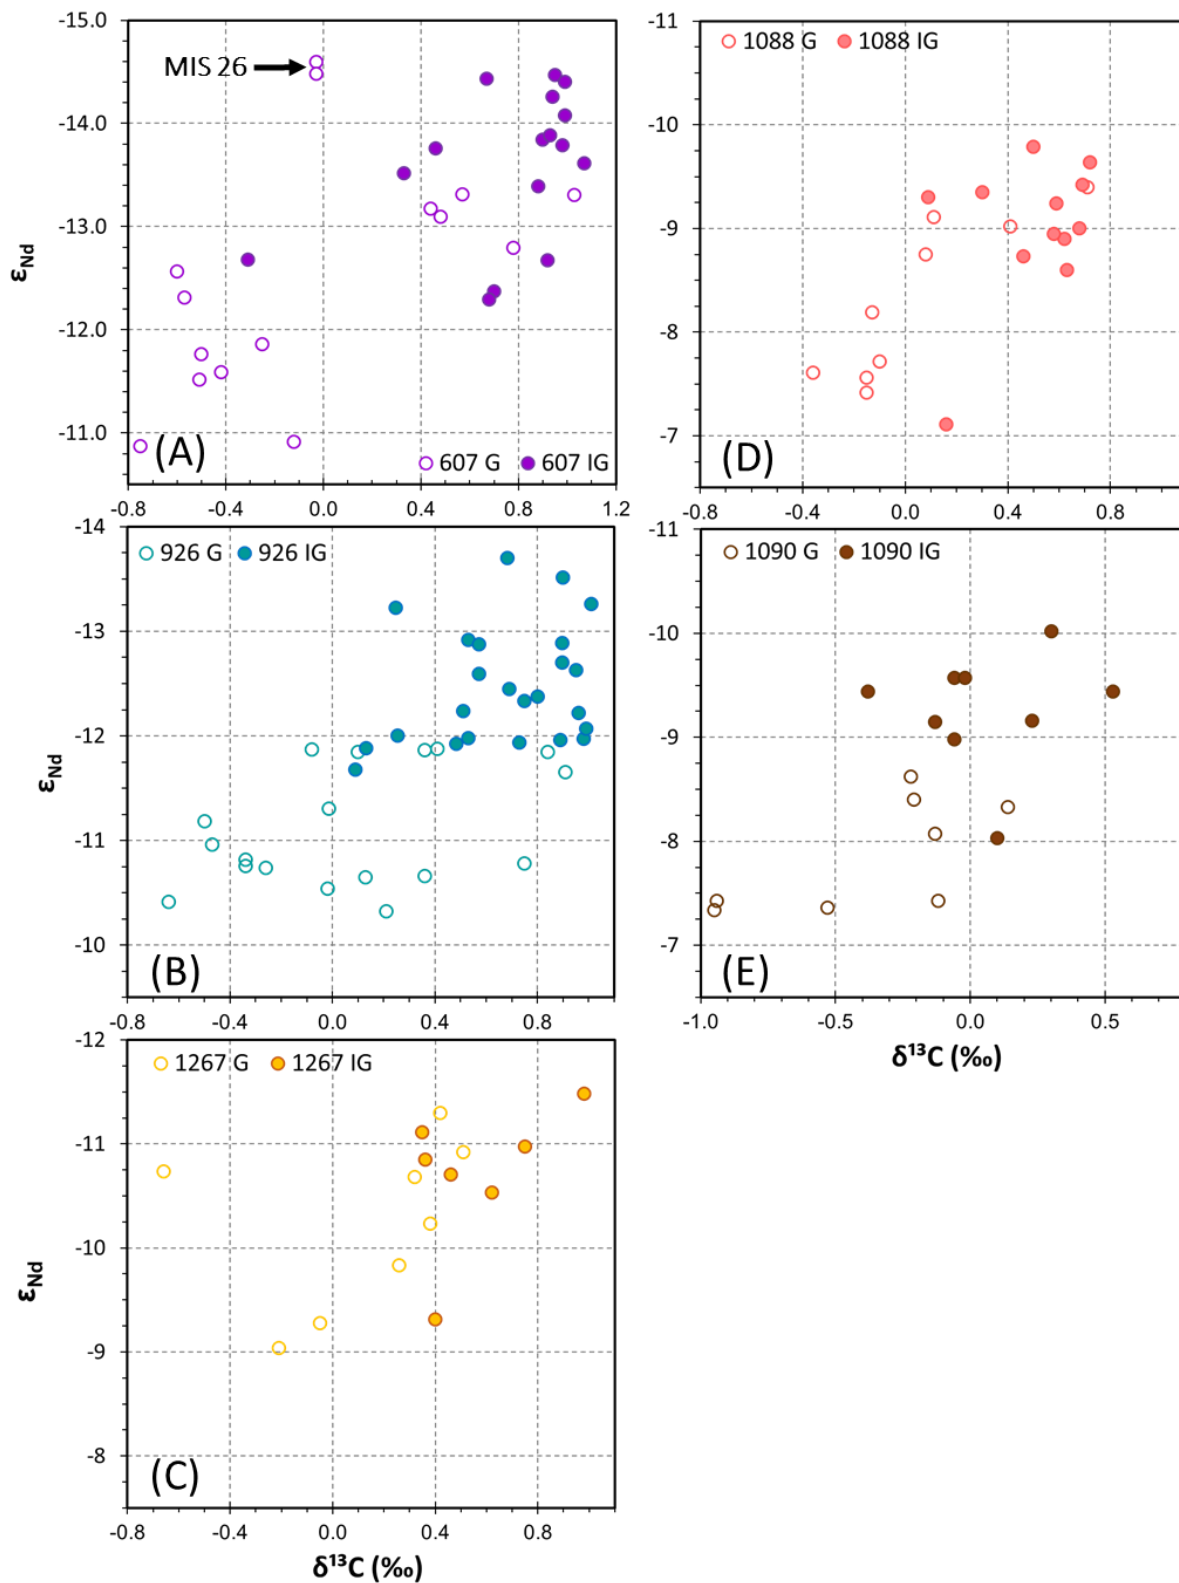 -15.0
-14.0
-13.0
-12.0
-11.0
εNd
MIS 26
(A)
607 G
607 IG
-0.8
-0.4
0.0
0.4
0.8
1.2
-14
-13
-12
-11
-10
εNd
926 G
926 IG
(B)
-0.8
-0.4
0.0
0.4
0.8
-12
-11
-10
-9
-8
εNd
1267 G
1267 IG
(C)
-0.8
-0.4
0.0
0.4
0.8
δ¹³C (‰)
-11
-10
-9
-8
-7
1088 G
1088 IG
(D)
-0.8
-0.4
0.0
0.4
0.8
-11
-10
-9
-8
-7
1090 G
1090 IG
(E)
-1.0
-0.5
0.0
0.5
δ¹³C (‰)